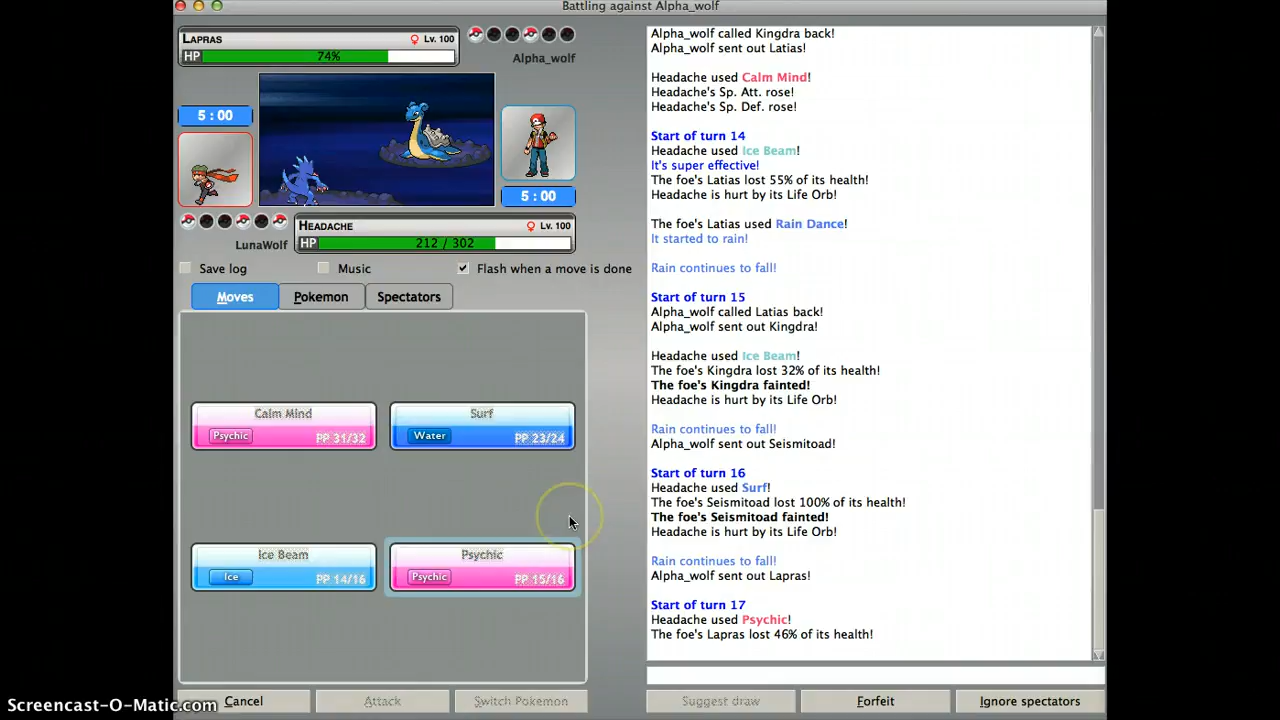 Battling against Alpha_wolf
LAPRAS ♀ Lv. 100
HP 74%
Alpha_wolf
5 : 00
5 : 00
LunaWolf
HEADACHE ♀ Lv. 100
HP 212 / 302
Save log
Music
Flash when a move is done
Moves
Pokemon
Spectators
Calm Mind
Psychic PP 31/32
Surf
Water PP 23/24
Ice Beam
Ice PP 14/16
Psychic
Psychic PP 15/16
Cancel
Attack
Switch Pokemon
Alpha_wolf called Kingdra back!
Alpha_wolf sent out Latias!
Headache used Calm Mind!
Headache's Sp. Att. rose!
Headache's Sp. Def. rose!
Start of turn 14
Headache used Ice Beam!
It's super effective!
The foe's Latias lost 55% of its health!
Headache is hurt by its Life Orb!
The foe's Latias used Rain Dance!
It started to rain!
Rain continues to fall!
Start of turn 15
Alpha_wolf called Latias back!
Alpha_wolf sent out Kingdra!
Headache used Ice Beam!
The foe's Kingdra lost 32% of its health!
The foe's Kingdra fainted!
Headache is hurt by its Life Orb!
Rain continues to fall!
Alpha_wolf sent out Seismitoad!
Start of turn 16
Headache used Surf!
The foe's Seismitoad lost 100% of its health!
The foe's Seismitoad fainted!
Headache is hurt by its Life Orb!
Rain continues to fall!
Alpha_wolf sent out Lapras!
Start of turn 17
Headache used Psychic!
The foe's Lapras lost 46% of its health!
Suggest draw
Forfeit
Ignore spectators
Screencast-O-Matic.com